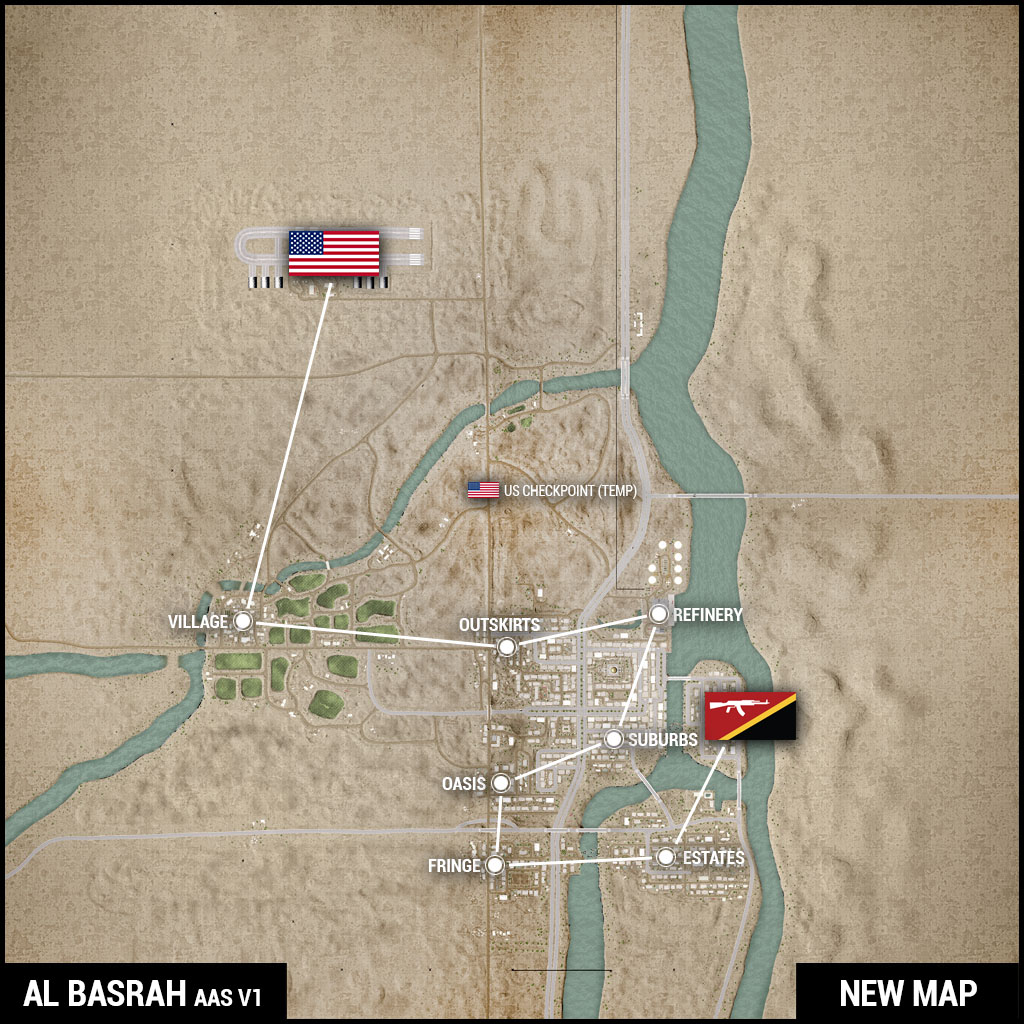 US CHECKPOINT (TEMP)
VILLAGE
OUTSKIRTS
REFINERY
SUBURBS
OASIS
FRINGE
ESTATES
AL BASRAH AAS V1
NEW MAP